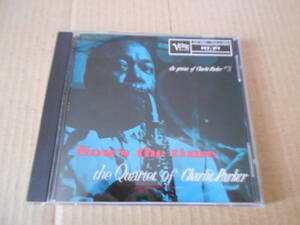 Verve
the genius of Charlie Parker #3
Now's the time
the Quartet of Charlie Parker